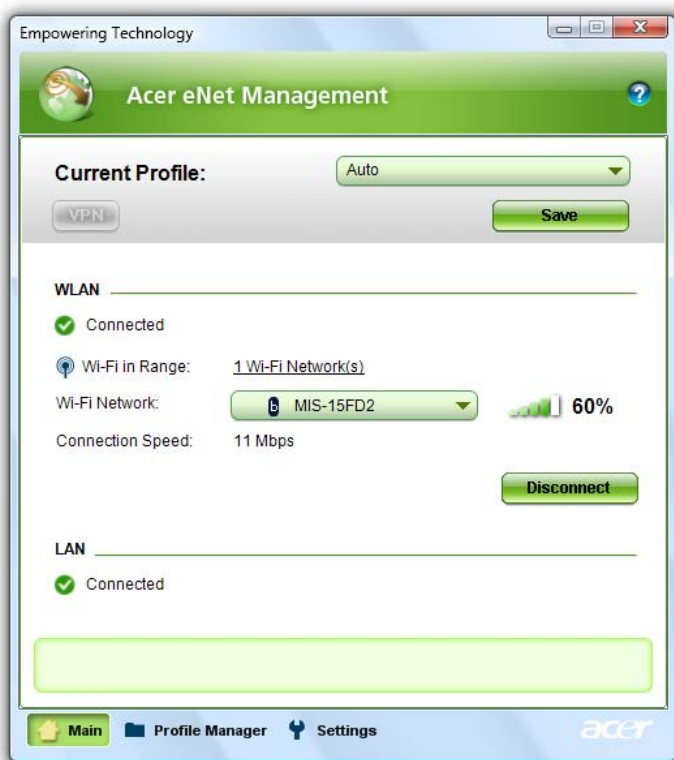 Empowering Technology
Acer eNet Management
Current Profile:
Auto
VPN
Save
WLAN
Connected
Wi-Fi in Range:
1 Wi-Fi Network(s)
Wi-Fi Network:
b MIS-15FD2
60%
Connection Speed:
11 Mbps
Disconnect
LAN
Connected
Main
Profile Manager
Settings
acer